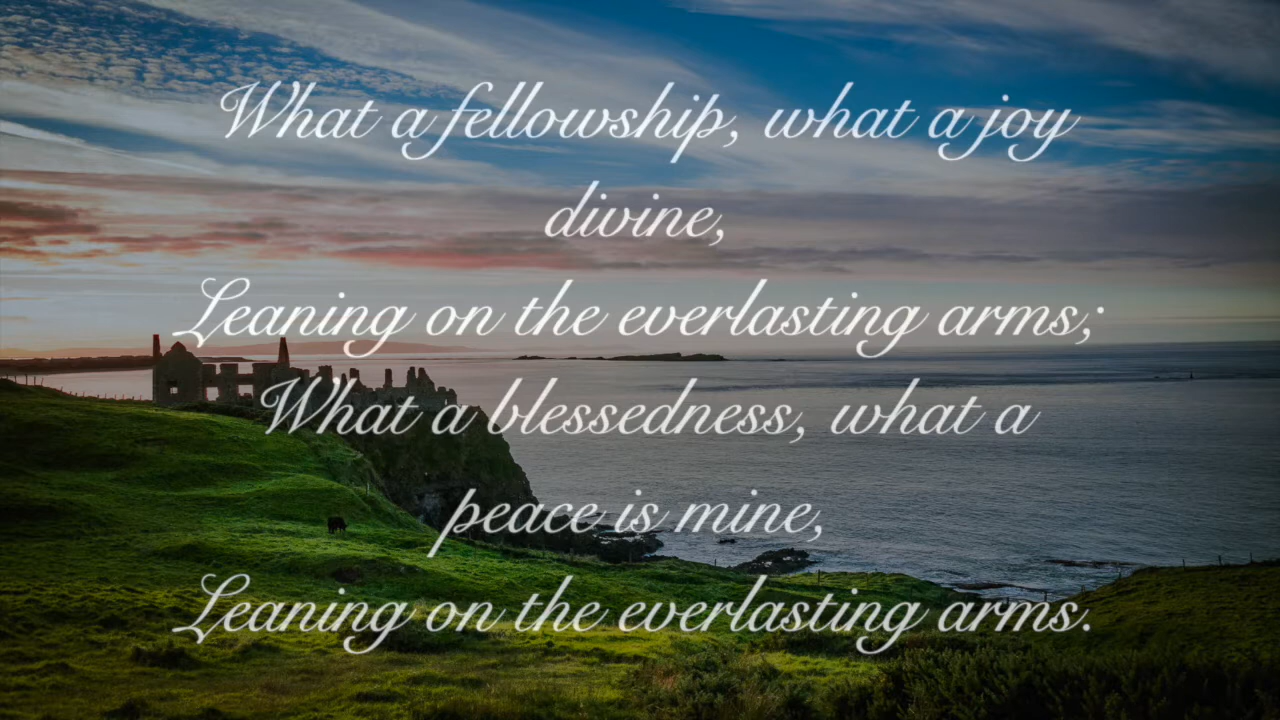 What a fellowship, what a joy
divine,
Leaning on the everlasting arms;
What a blessedness, what a
peace is mine,
Leaning on the everlasting arms.